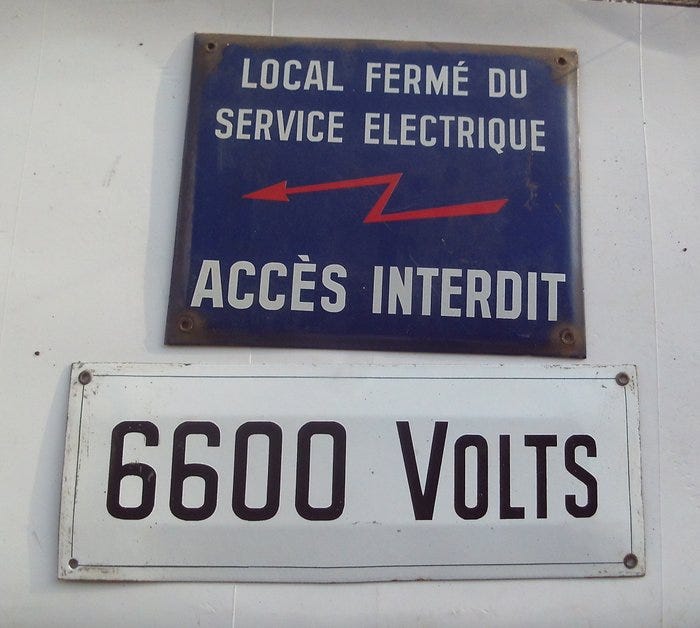 LOCAL FERMÉ DU
SERVICE ELECTRIQUE
ACCÈS INTERDIT
6600 VOLTS